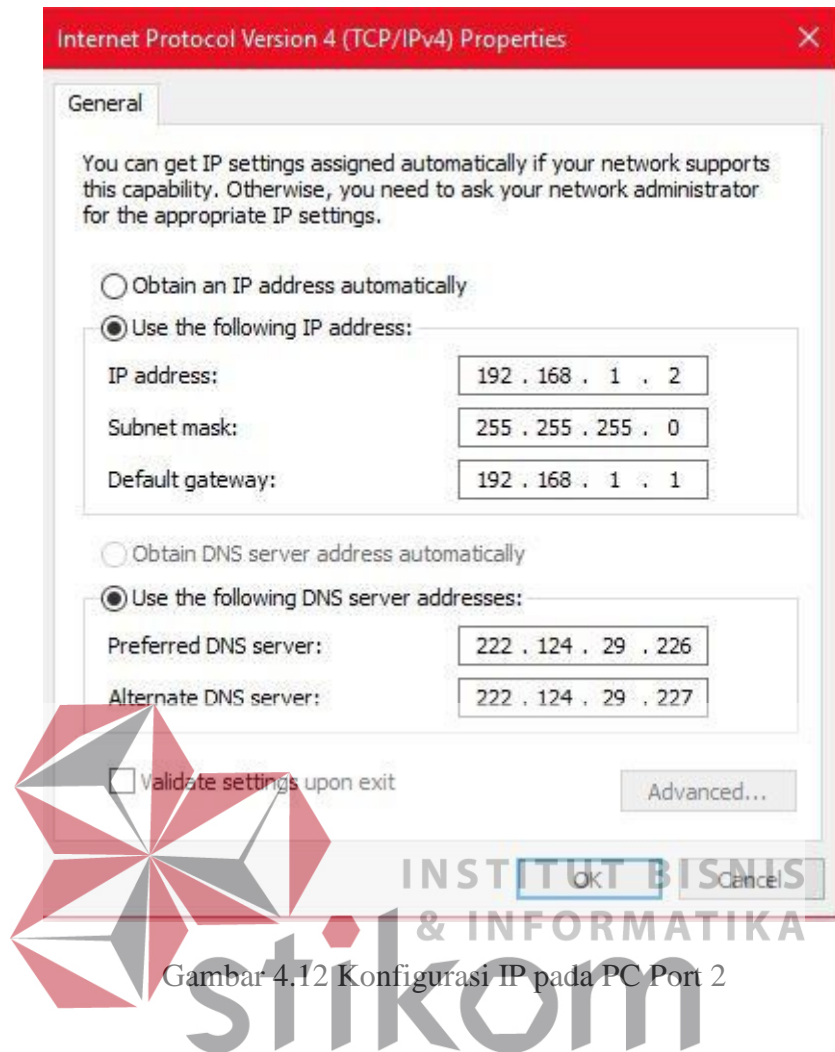 Internet Protocol Version 4 (TCP/IPv4) Properties
General
You can get IP settings assigned automatically if your network supports
this capability. Otherwise, you need to ask your network administrator
for the appropriate IP settings.
Obtain an IP address automatically
Use the following IP address:
IP address: 192 . 168 . 1 . 2
Subnet mask: 255 . 255 . 255 . 0
Default gateway: 192 . 168 . 1 . 1
Obtain DNS server address automatically
Use the following DNS server addresses:
Preferred DNS server: 222 . 124 . 29 . 226
Alternate DNS server: 222 . 124 . 29 . 227
Validate settings upon exit
Advanced...
OK Cancel
INSTITUT BISNIS
& INFORMATIKA
Gambar 4.12 Konfigurasi IP pada PC Port 2
stikom